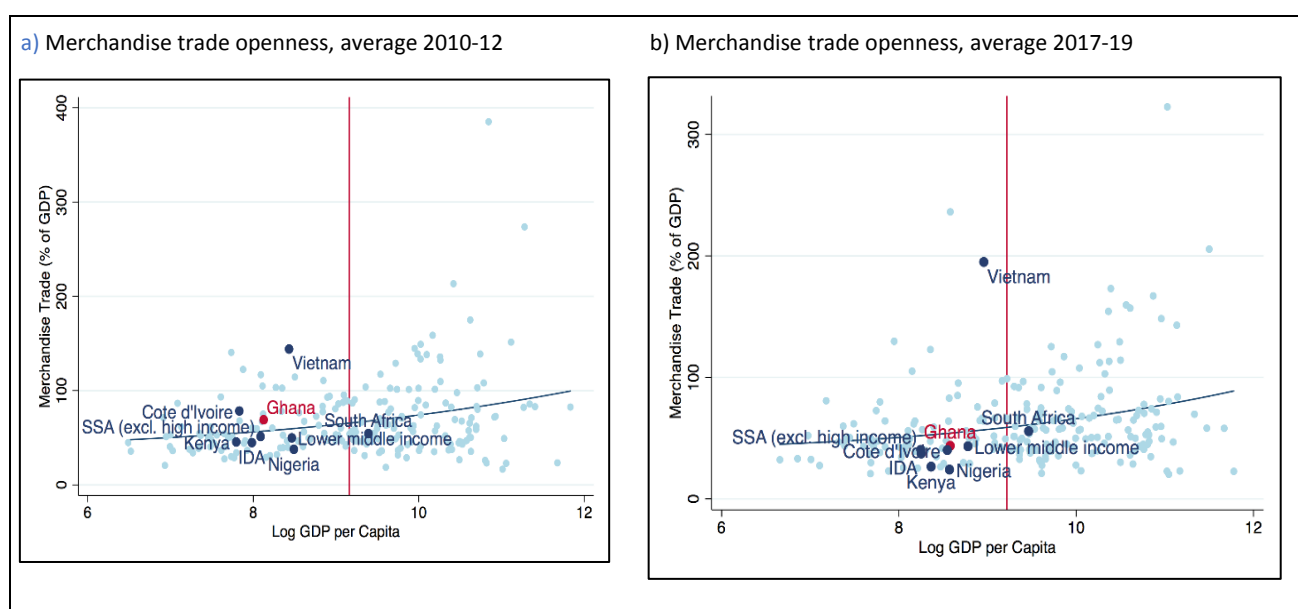 a) Merchandise trade openness, average 2010-12
400
300
200
100
0
Merchandise Trade (% of GDP)
Vietnam
Cote d'Ivoire
Ghana
SSA (excl. high income)
South Africa
Kenya
Lower middle income
IDA
Nigeria
6
8
10
12
Log GDP per Capita
b) Merchandise trade openness, average 2017-19
300
200
100
0
Merchandise Trade (% of GDP)
Vietnam
South Africa
SSA (excl. high income)
Ghana
Cote d'Ivoire
Lower middle income
IDA
Nigeria
Kenya
6
8
10
12
Log GDP per Capita